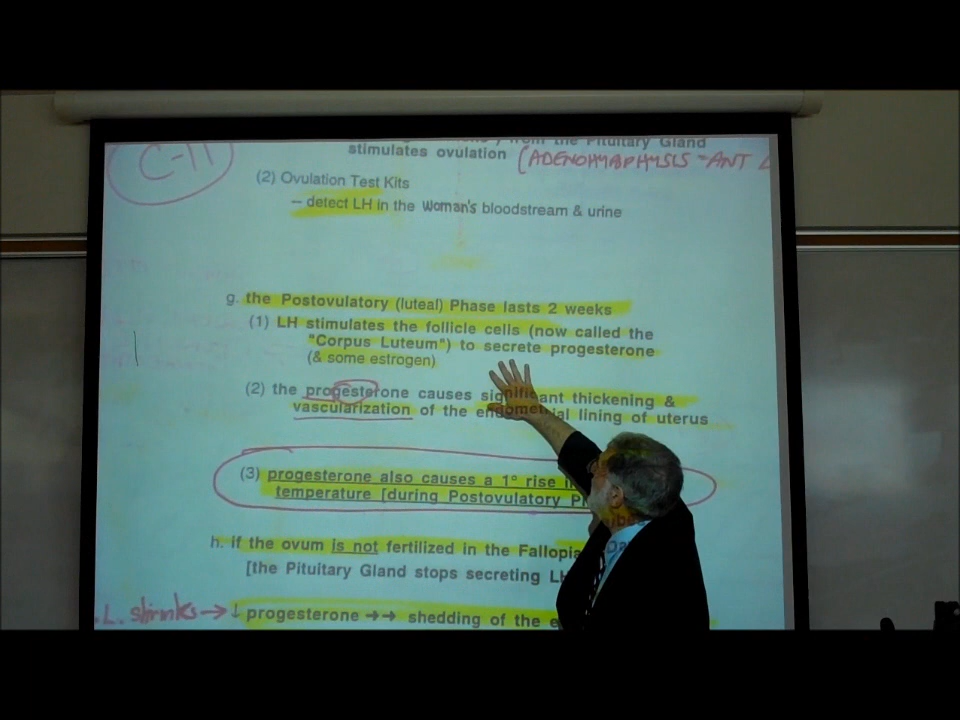 from the Pituitary Gland
C-11
stimulates ovulation (ADENOHYPHYSIS = ANT
(2) Ovulation Test Kits
– detect LH in the woman's bloodstream & urine
g. the Postovulatory (luteal) Phase lasts 2 weeks
(1) LH stimulates the follicle cells (now called the
"Corpus Luteum") to secrete progesterone
(& some estrogen)
(2) the progesterone causes significant thickening &
vascularization of the endometrial lining of uterus
(3) progesterone also causes a 1° rise
temperature [during Postovulatory
h. if the ovum is not fertilized in the
[the Pituitary Gland stops secreting
.L. shrinks → ↓ progesterone →→ shedding of the